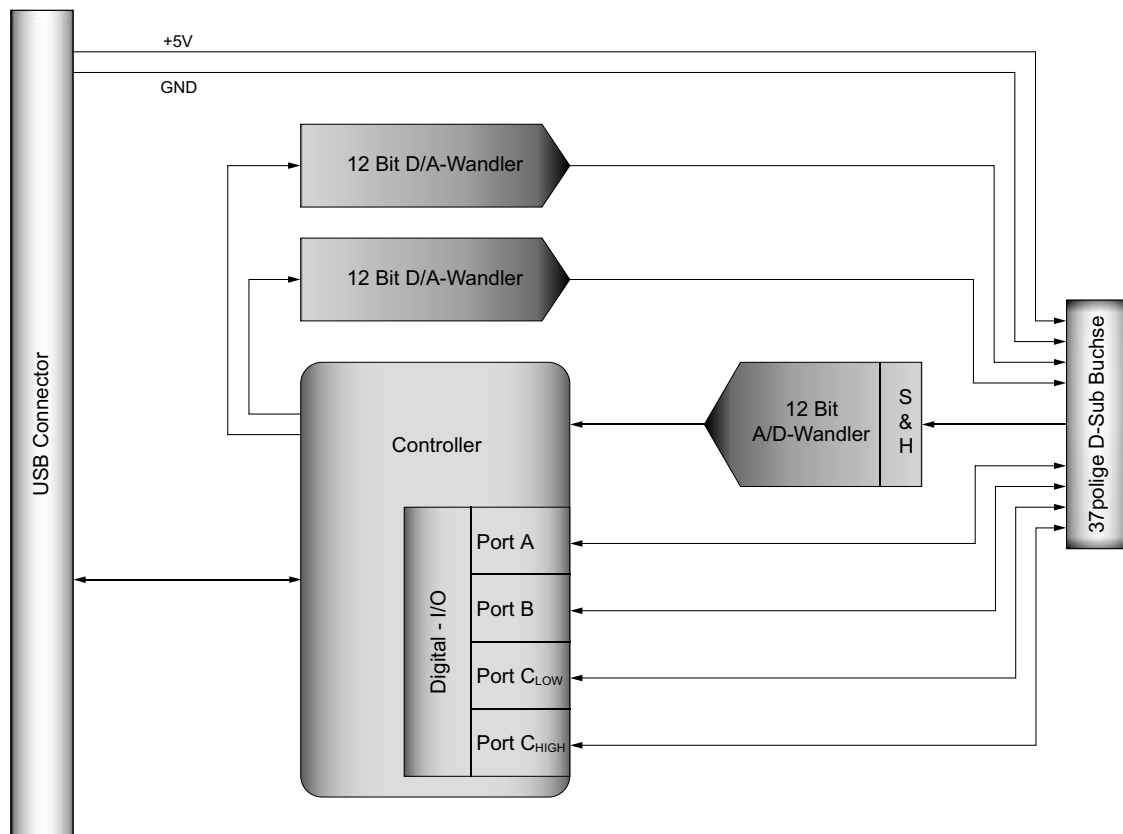 +5V
GND
12 Bit D/A-Wandler
12 Bit D/A-Wandler
USB Connector
Controller
12 Bit
A/D-Wandler
S
&
H
37polige D-Sub Buchse
Digital - I/O
Port A
Port B
Port CLOW
Port CHIGH